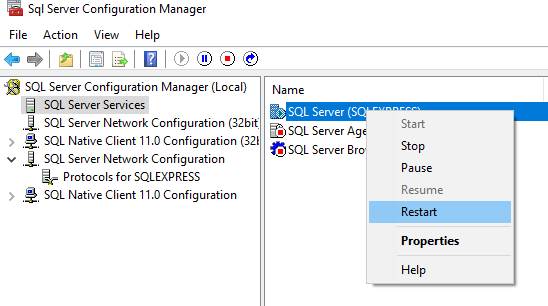 Sql Server Configuration Manager
File Action View Help
SQL Server Configuration Manager (Local)
SQL Server Services
SQL Server Network Configuration (32bit)
SQL Native Client 11.0 Configuration (32b
SQL Server Network Configuration
Protocols for SQLEXPRESS
SQL Native Client 11.0 Configuration
Name
SQL Server (SQLEXPRESS)
SQL Server Age
SQL Server Brow
Start
Stop
Pause
Resume
Restart
Properties
Help